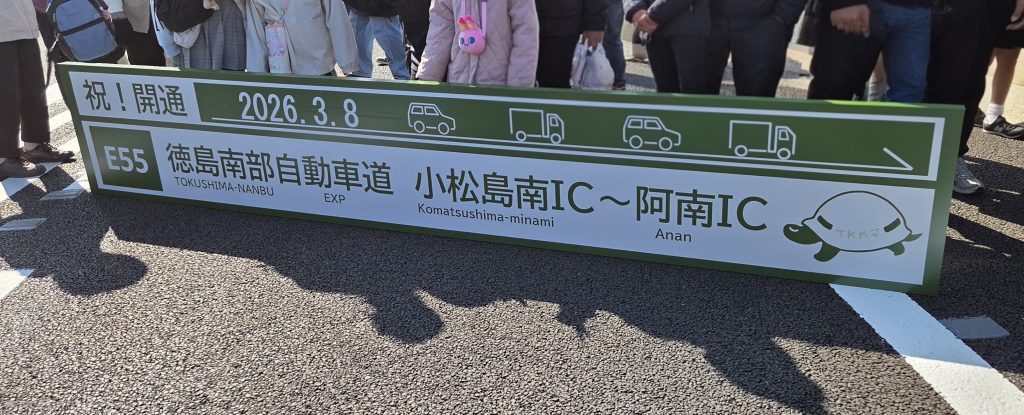 祝！開通
2026.3.8
E55
徳島南部自動車道 小松島南IC～阿南IC
TOKUSHIMA-NANBU EXP Komatsushima-minami Anan